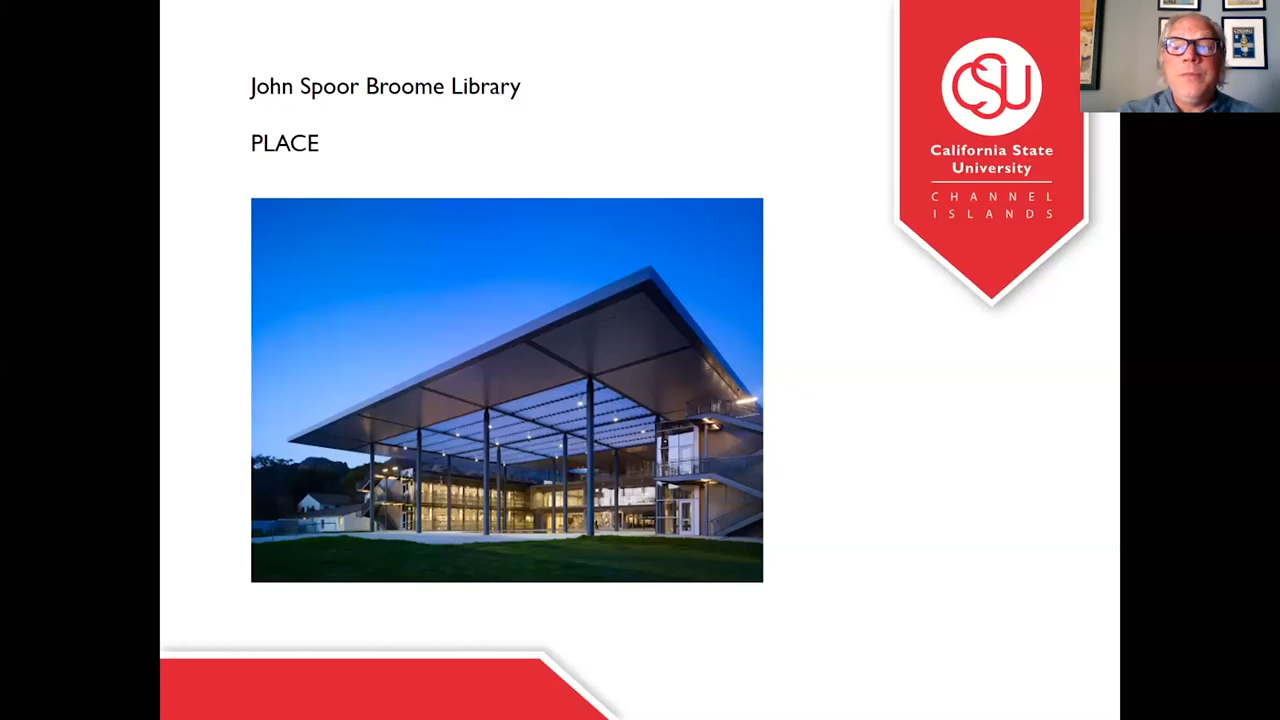 John Spoor Broome Library
PLACE
CSU
California State
University
CHANNEL
ISLANDS